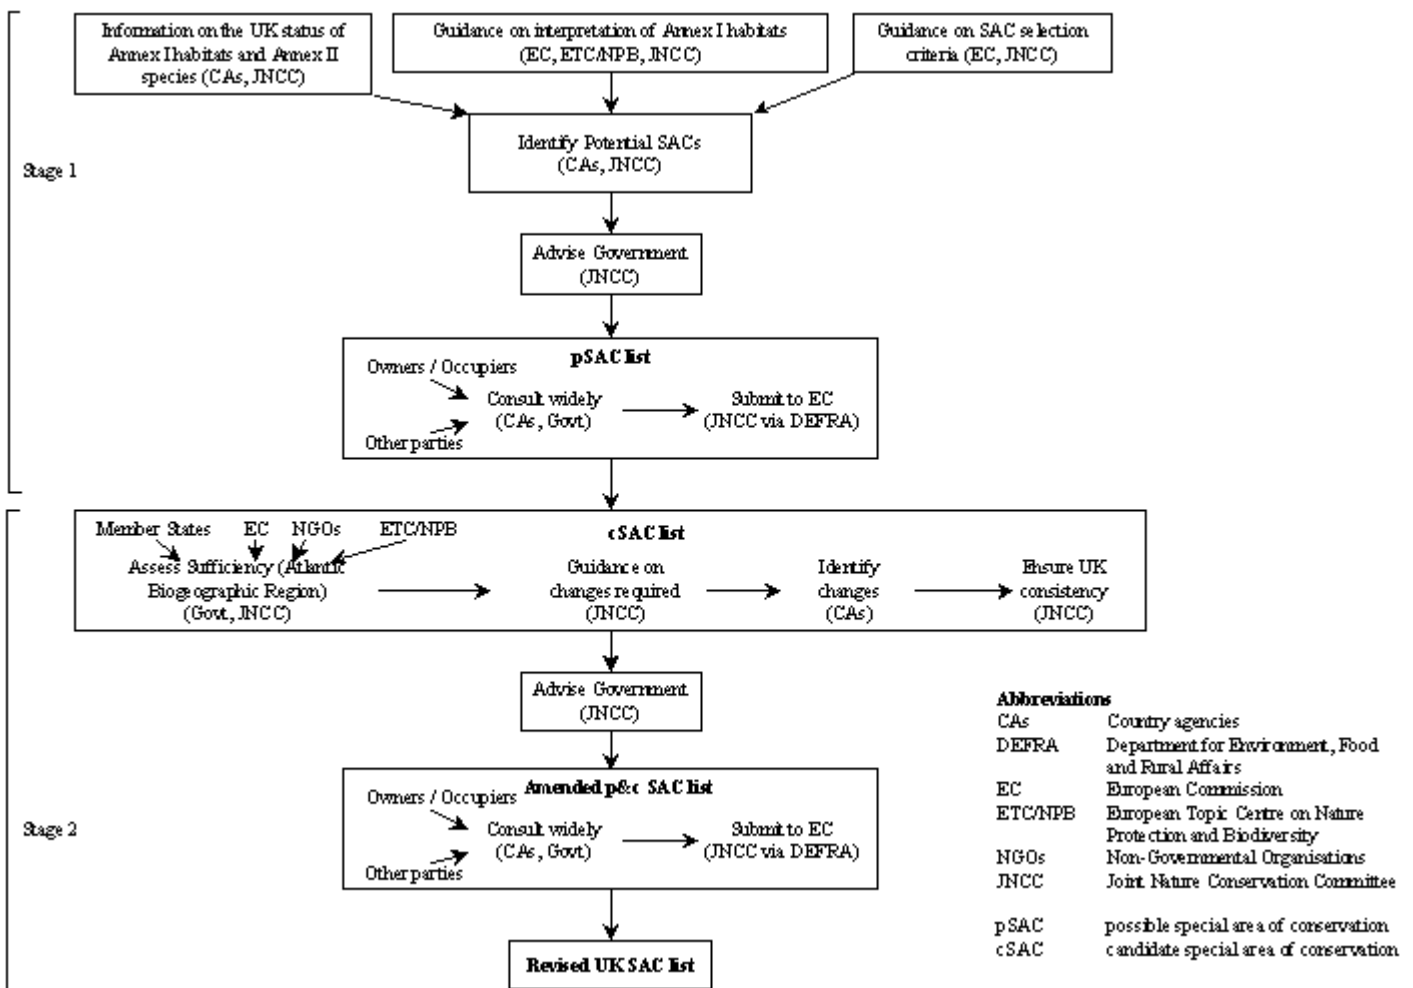 Information on the UK status of
Annex I habitats and Annex II
species (CAs, JNCC)
Guidance on interpretation of Annex I habitats
(EC, ETC/NPB, JNCC)
Guidance on SAC selection
criteria (EC, JNCC)
Stage 1
Identify Potential SACs
(CAs, JNCC)
Advise Government
(JNCC)
pSAC list
Owners / Occupiers
Consult widely
(CAs, Govt)
Other parties
Submit to EC
(JNCC via DEFRA)
Stage 2
cSAC list
Member States
EC
NGOs
ETC/NPB
Assess Sufficiency (Atlantic
Biogeographic Region)
(Govt, JNCC)
Guidance on
changes required
(JNCC)
Identify
changes
(CAs)
Ensure UK
consistency
(JNCC)
Advise Government
(JNCC)
Amended p&c SAC list
Owners / Occupiers
Consult widely
(CAs, Govt)
Other parties
Submit to EC
(JNCC via DEFRA)
Revised UK SAC list
Abbreviations
CAs Country agencies
DEFRA Department for Environment, Food
and Rural Affairs
EC European Commission
ETC/NPB European Topic Centre on Nature
Protection and Biodiversity
NGOs Non-Governmental Organisations
JNCC Joint Nature Conservation Committee
pSAC possible special area of conservation
cSAC candidate special area of conservation